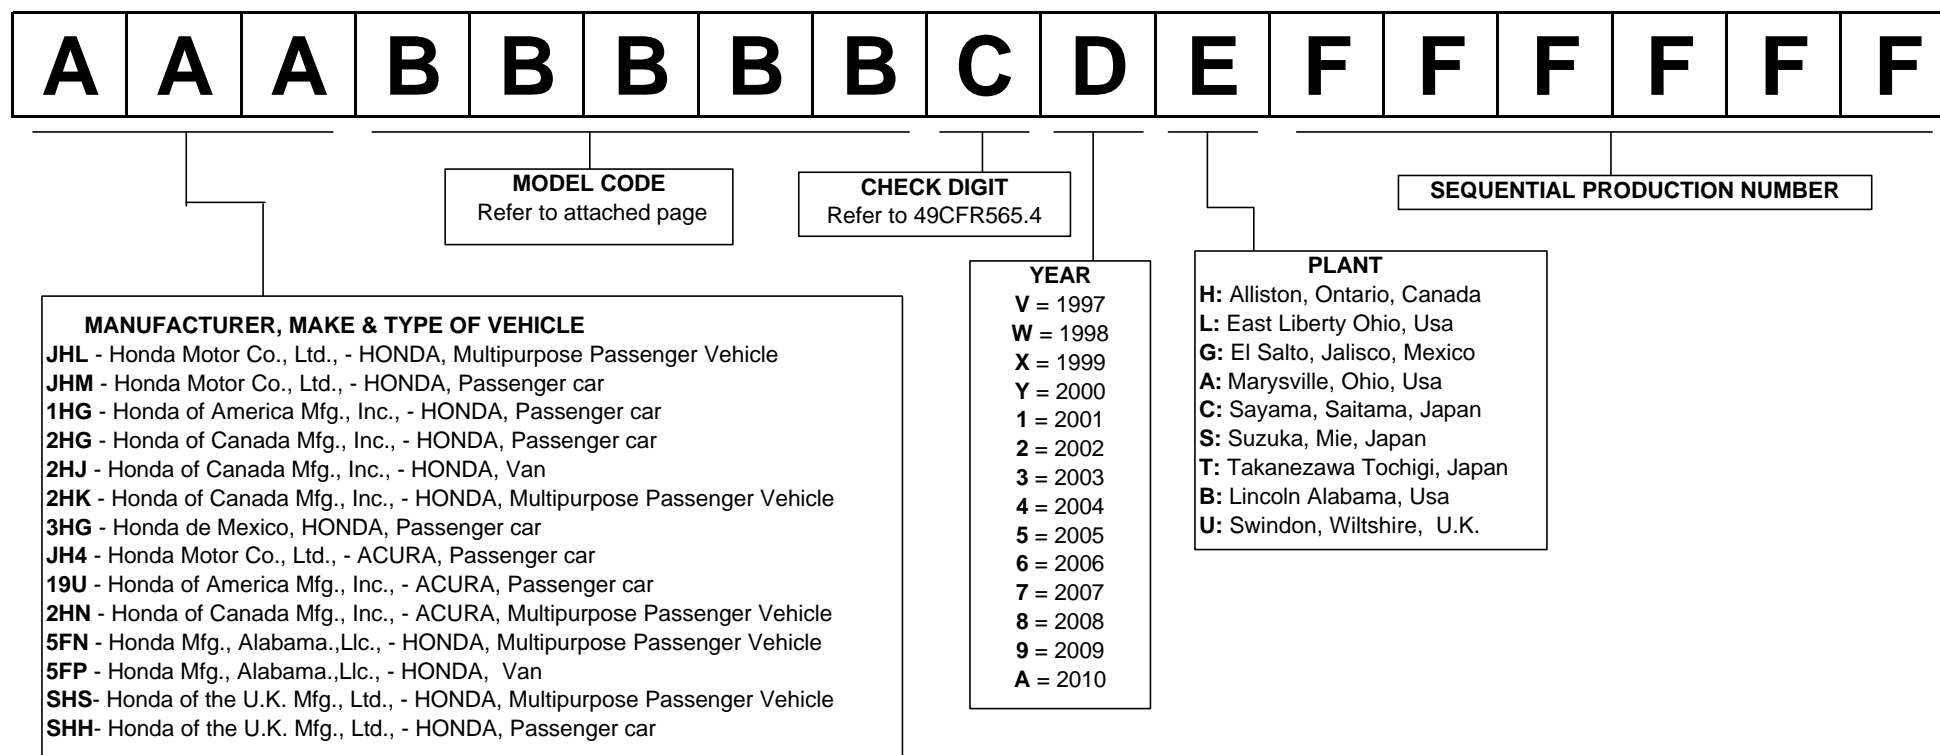 A A A B B B B B C D E F F F F F F
MODEL CODE
Refer to attached page
CHECK DIGIT
Refer to 49CFR565.4
SEQUENTIAL PRODUCTION NUMBER
MANUFACTURER, MAKE & TYPE OF VEHICLE
JHL - Honda Motor Co., Ltd., - HONDA, Multipurpose Passenger Vehicle
JHM - Honda Motor Co., Ltd., - HONDA, Passenger car
1HG - Honda of America Mfg., Inc., - HONDA, Passenger car
2HG - Honda of Canada Mfg., Inc., - HONDA, Passenger car
2HJ - Honda of Canada Mfg., Inc., - HONDA, Van
2HK - Honda of Canada Mfg., Inc., - HONDA, Multipurpose Passenger Vehicle
3HG - Honda de Mexico, HONDA, Passenger car
JH4 - Honda Motor Co., Ltd., - ACURA, Passenger car
19U - Honda of America Mfg., Inc., - ACURA, Passenger car
2HN - Honda of Canada Mfg., Inc., - ACURA, Multipurpose Passenger Vehicle
5FN - Honda Mfg., Alabama.,Llc., - HONDA, Multipurpose Passenger Vehicle
5FP - Honda Mfg., Alabama.,Llc., - HONDA, Van
SHS- Honda of the U.K. Mfg., Ltd., - HONDA, Multipurpose Passenger Vehicle
SHH- Honda of the U.K. Mfg., Ltd., - HONDA, Passenger car
YEAR
V = 1997
W = 1998
X = 1999
Y = 2000
1 = 2001
2 = 2002
3 = 2003
4 = 2004
5 = 2005
6 = 2006
7 = 2007
8 = 2008
9 = 2009
A = 2010
PLANT
H: Alliston, Ontario, Canada
L: East Liberty Ohio, Usa
G: El Salto, Jalisco, Mexico
A: Marysville, Ohio, Usa
C: Sayama, Saitama, Japan
S: Suzuka, Mie, Japan
T: Takanezawa Tochigi, Japan
B: Lincoln Alabama, Usa
U: Swindon, Wiltshire, U.K.